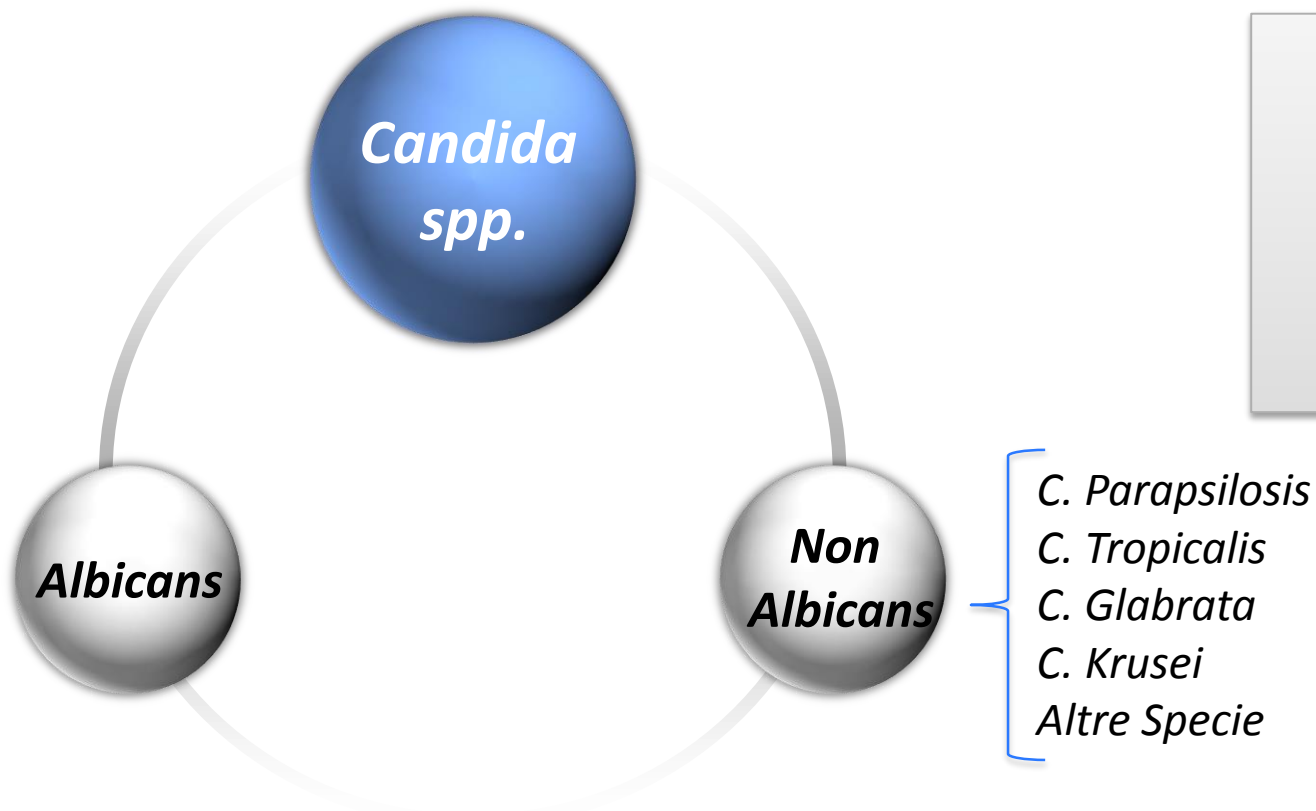 Candida
spp.
Albicans
Non
Albicans
C. Parapsilosis
C. Tropicalis
C. Glabrata
C. Krusei
Altre Specie